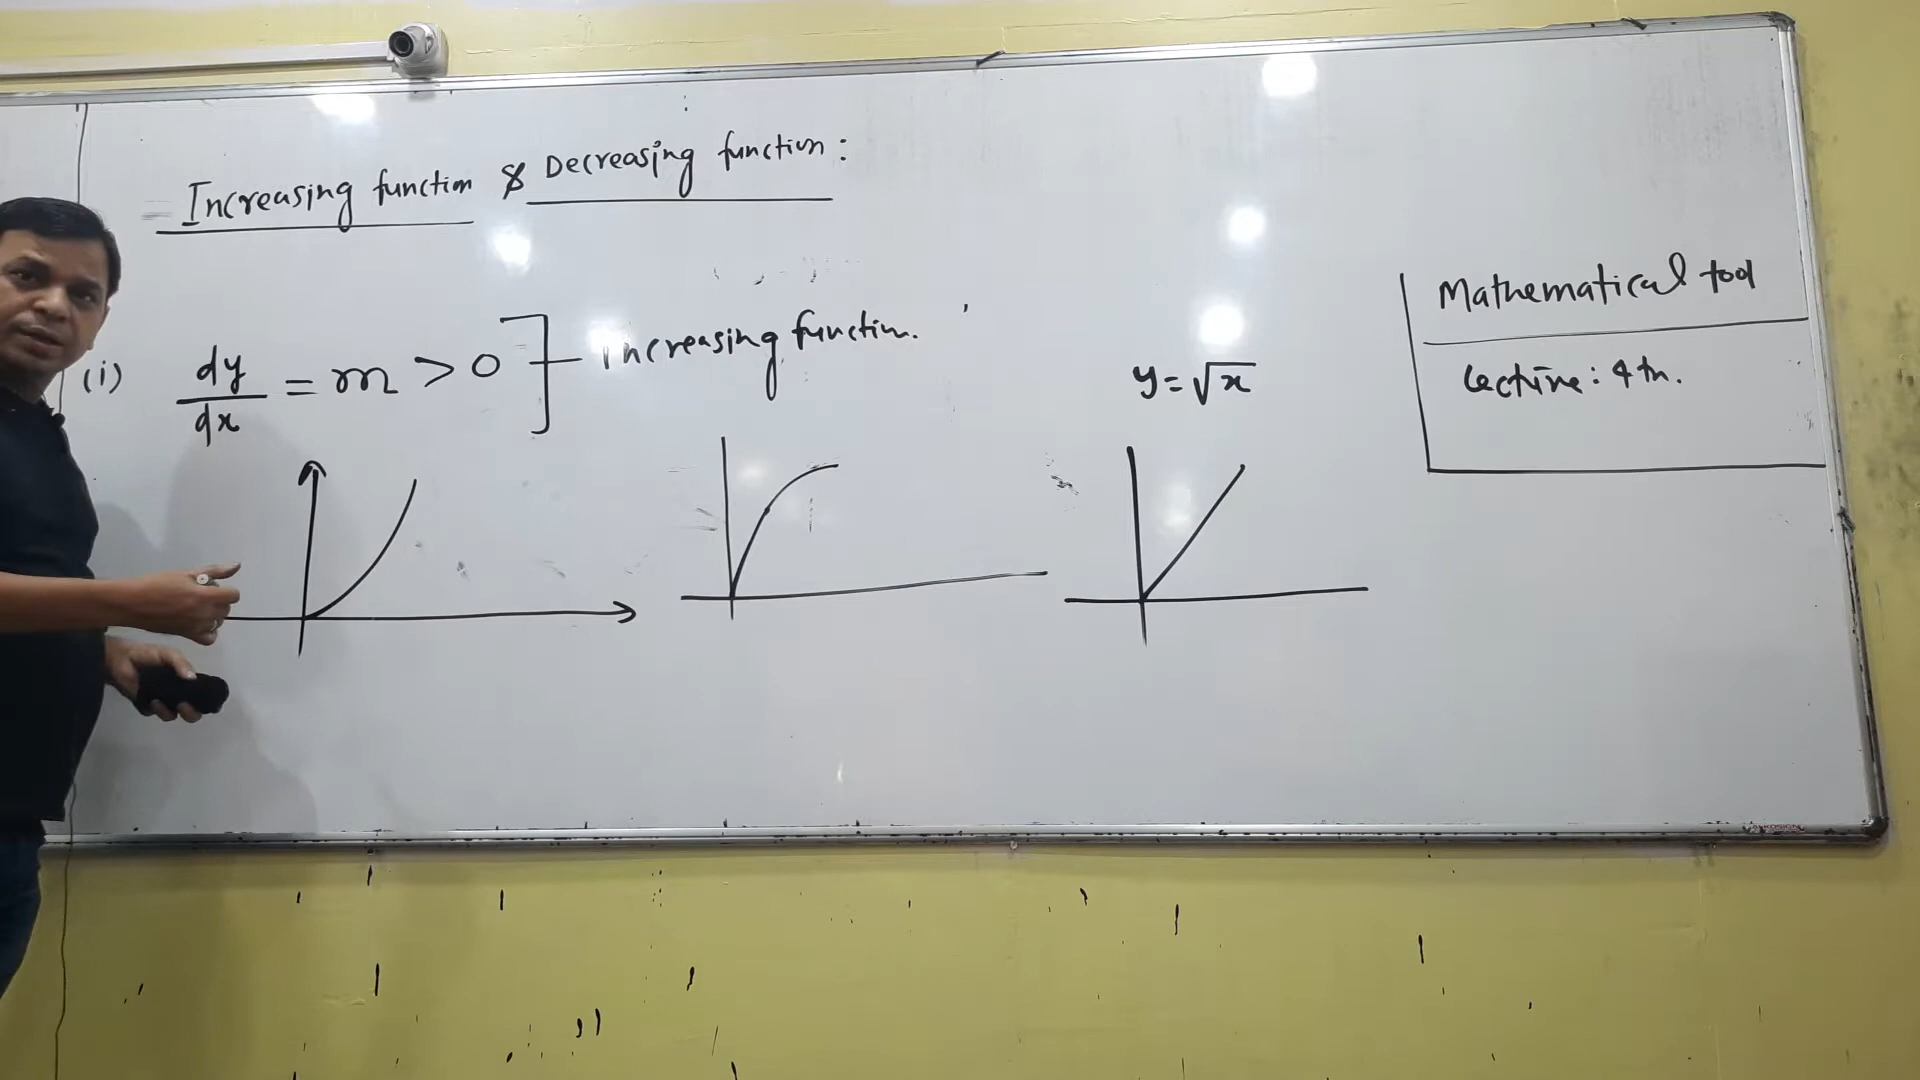 Increasing function & Decreasing function:
(i) dy/dx = m > 0 ] Increasing function.
y = √x
Mathematical tool
Lecture: 4th.